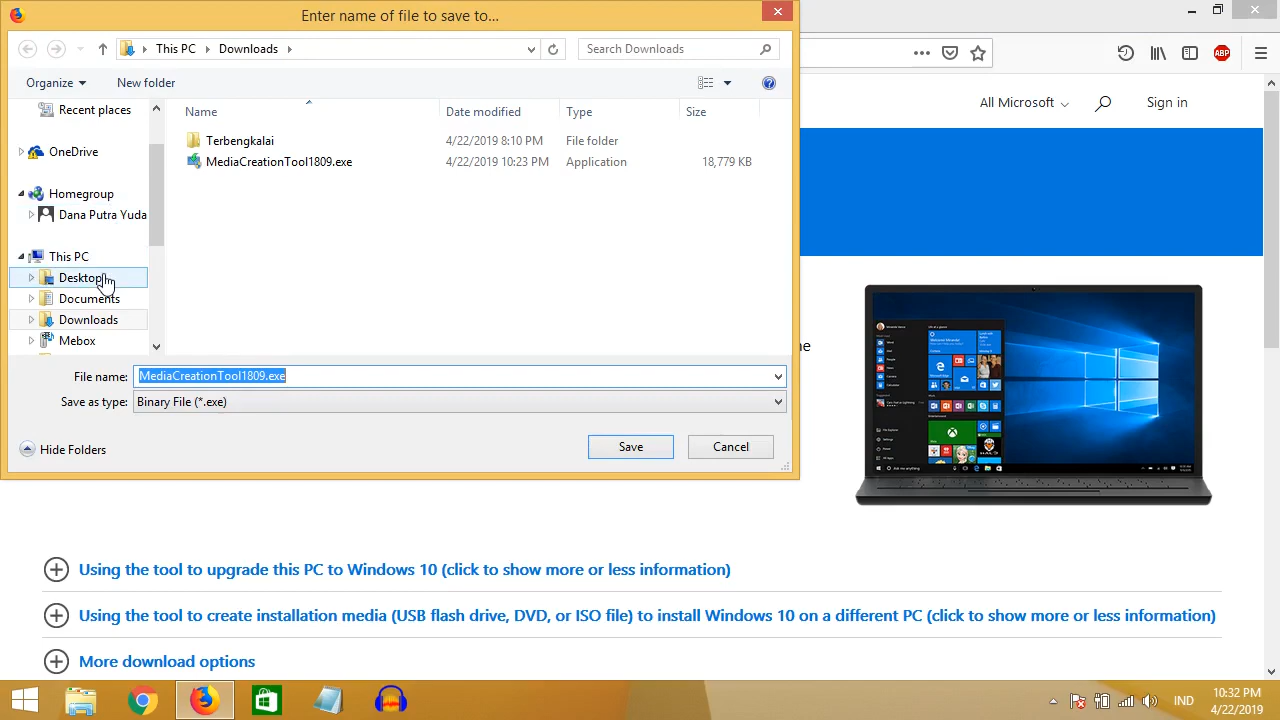 Enter name of file to save to...
This PC
Downloads
Search Downloads
Organize
New folder
Name
Date modified
Type
Size
Recent places
OneDrive
Homegroup
Dana Putra Yuda
This PC
Desktop
Documents
Downloads
Mebox
Terbengkalai
4/22/2019 8:10 PM
File folder
MediaCreationTool1809.exe
4/22/2019 10:23 PM
Application
18,779 KB
File name:
MediaCreationTool1809.exe
Save as type:
Binary File (*.exe)
Hide Folders
Save
Cancel
ABP
All Microsoft
Sign in
ne
Using the tool to upgrade this PC to Windows 10 (click to show more or less information)
Using the tool to create installation media (USB flash drive, DVD, or ISO file) to install Windows 10 on a different PC (click to show more or less information)
More download options
IND
10:32 PM
4/22/2019